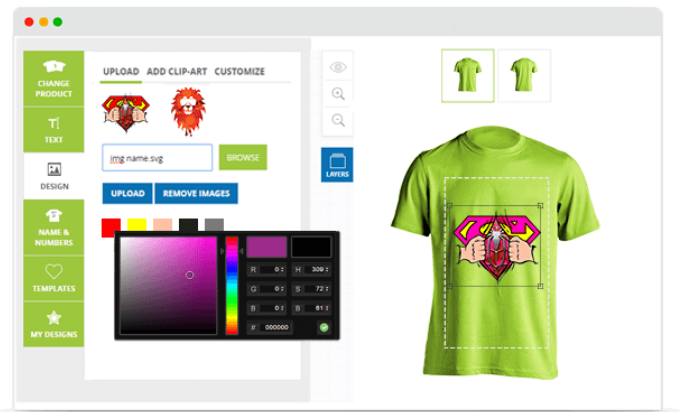 CHANGE
PRODUCT
TEXT
DESIGN
NAME &
NUMBERS
TEMPLATES
MY DESIGNS
UPLOAD ADD CLIP-ART CUSTOMIZE
img name.svg BROWSE
UPLOAD REMOVE IMAGES
R 0 H 309
G 0 S 72
B 0 B 61
# 000000
LAYERS